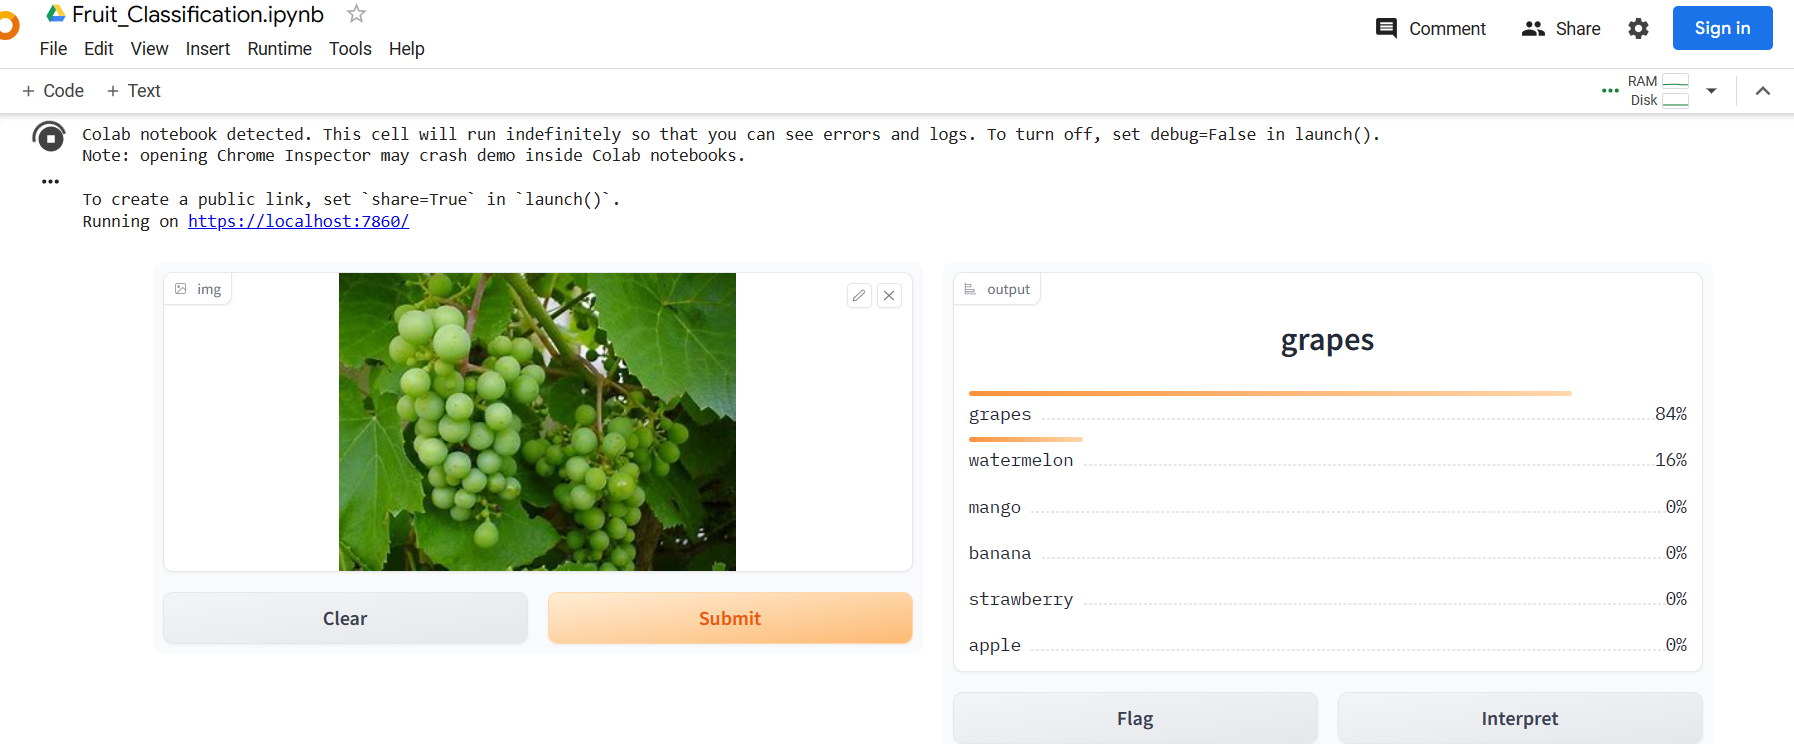 Fruit_Classification.ipynb
File Edit View Insert Runtime Tools Help
Comment Share Sign in
+ Code + Text
RAM
Disk
Colab notebook detected. This cell will run indefinitely so that you can see errors and logs. To turn off, set debug=False in launch().
Note: opening Chrome Inspector may crash demo inside Colab notebooks.
To create a public link, set `share=True` in `launch()`.
Running on https://localhost:7860/
img
Clear Submit
output
grapes
grapes 84%
watermelon 16%
mango 0%
banana 0%
strawberry 0%
apple 0%
Flag Interpret